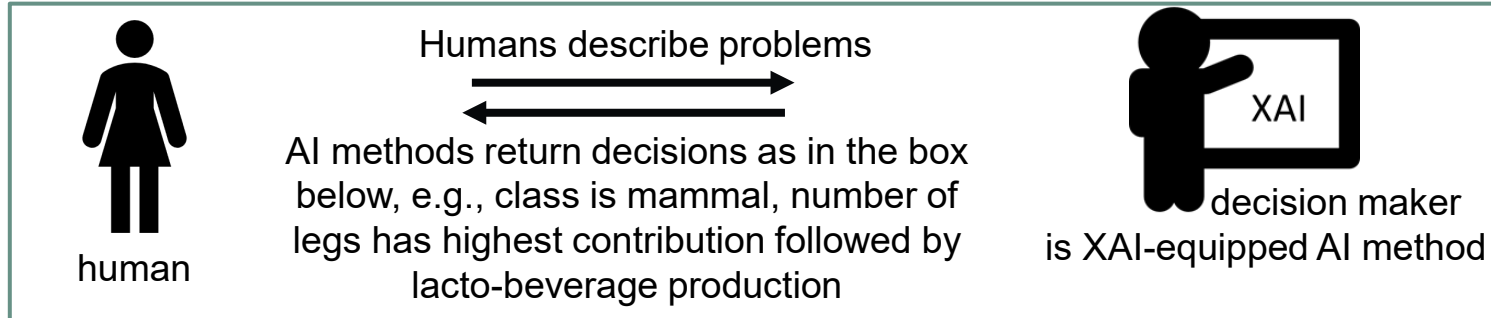 Humans describe problems
AI methods return decisions as in the box
below, e.g., class is mammal, number of
legs has highest contribution followed by
lacto-beverage production
human
XAI
decision maker
is XAI-equipped AI method